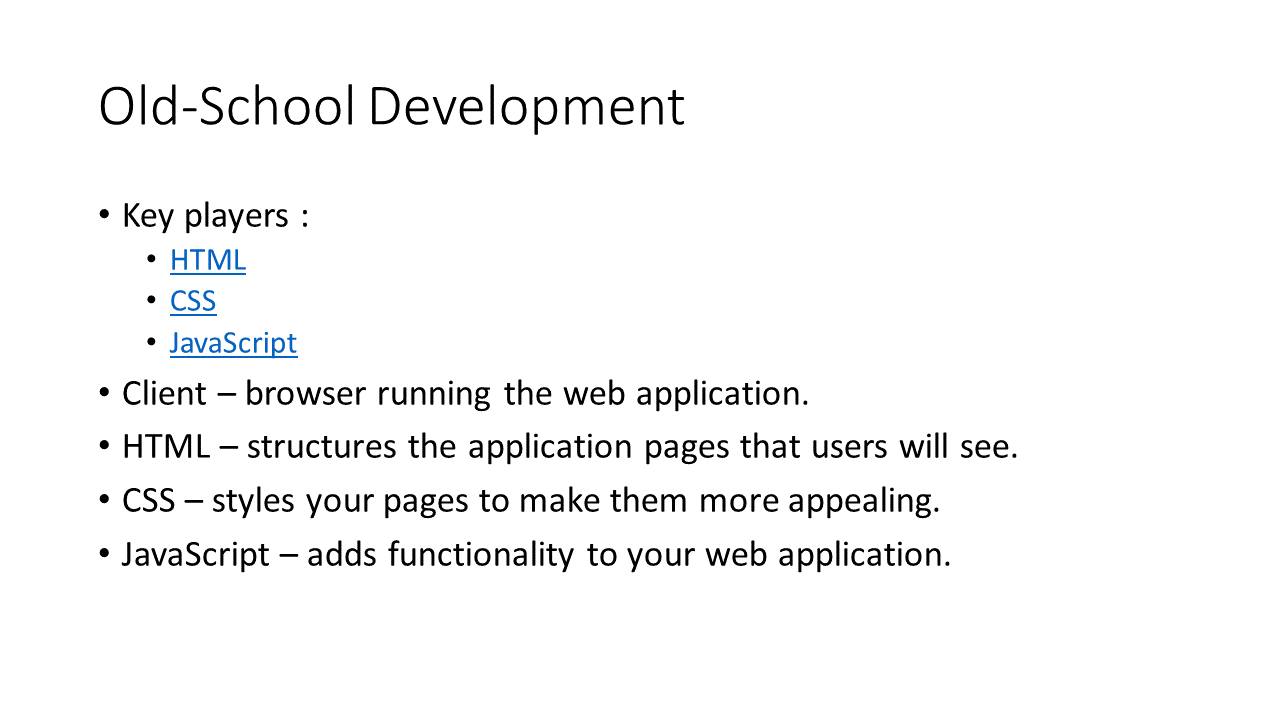 Old-School Development
• Key players :
• HTML
• CSS
• JavaScript
• Client – browser running the web application.
• HTML – structures the application pages that users will see.
• CSS – styles your pages to make them more appealing.
• JavaScript – adds functionality to your web application.